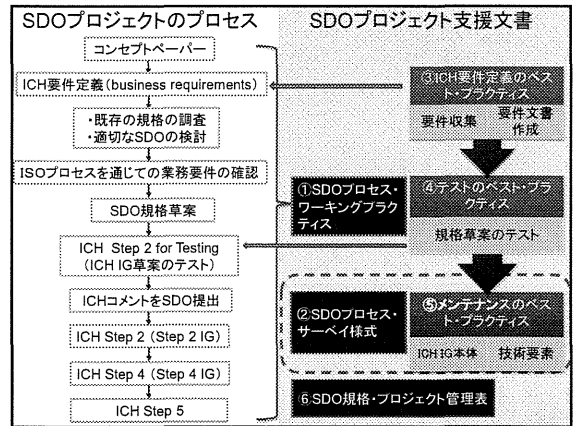 SDOプロジェクトのプロセス
コンセプトペーパー
ICH要件定義(business requirements)
・既存の規格の調査
・適切なSDOの検討
ISOプロセスを通じての業務要件の確認
SDO規格草案
ICH Step 2 for Testing
(ICH IG草案のテスト)
ICHコメントをSDO提出
ICH Step 2 (Step 2 IG)
ICH Step 4 (Step 4 IG)
ICH Step 5
SDOプロジェクト支援文書
③ICH要件定義のベス
ト・プラクティス
要件収集
要件文書
作成
①SDOプロセス・
ワーキングプラク
ティス
④テストのベスト・プラ
クティス
規格草案のテスト
②SDOプロセス・
サーベイ様式
⑤メンテナンスのベス
ト・プラクティス
ICH IG本体
技術要素
⑥SDO規格・プロジェクト管理表